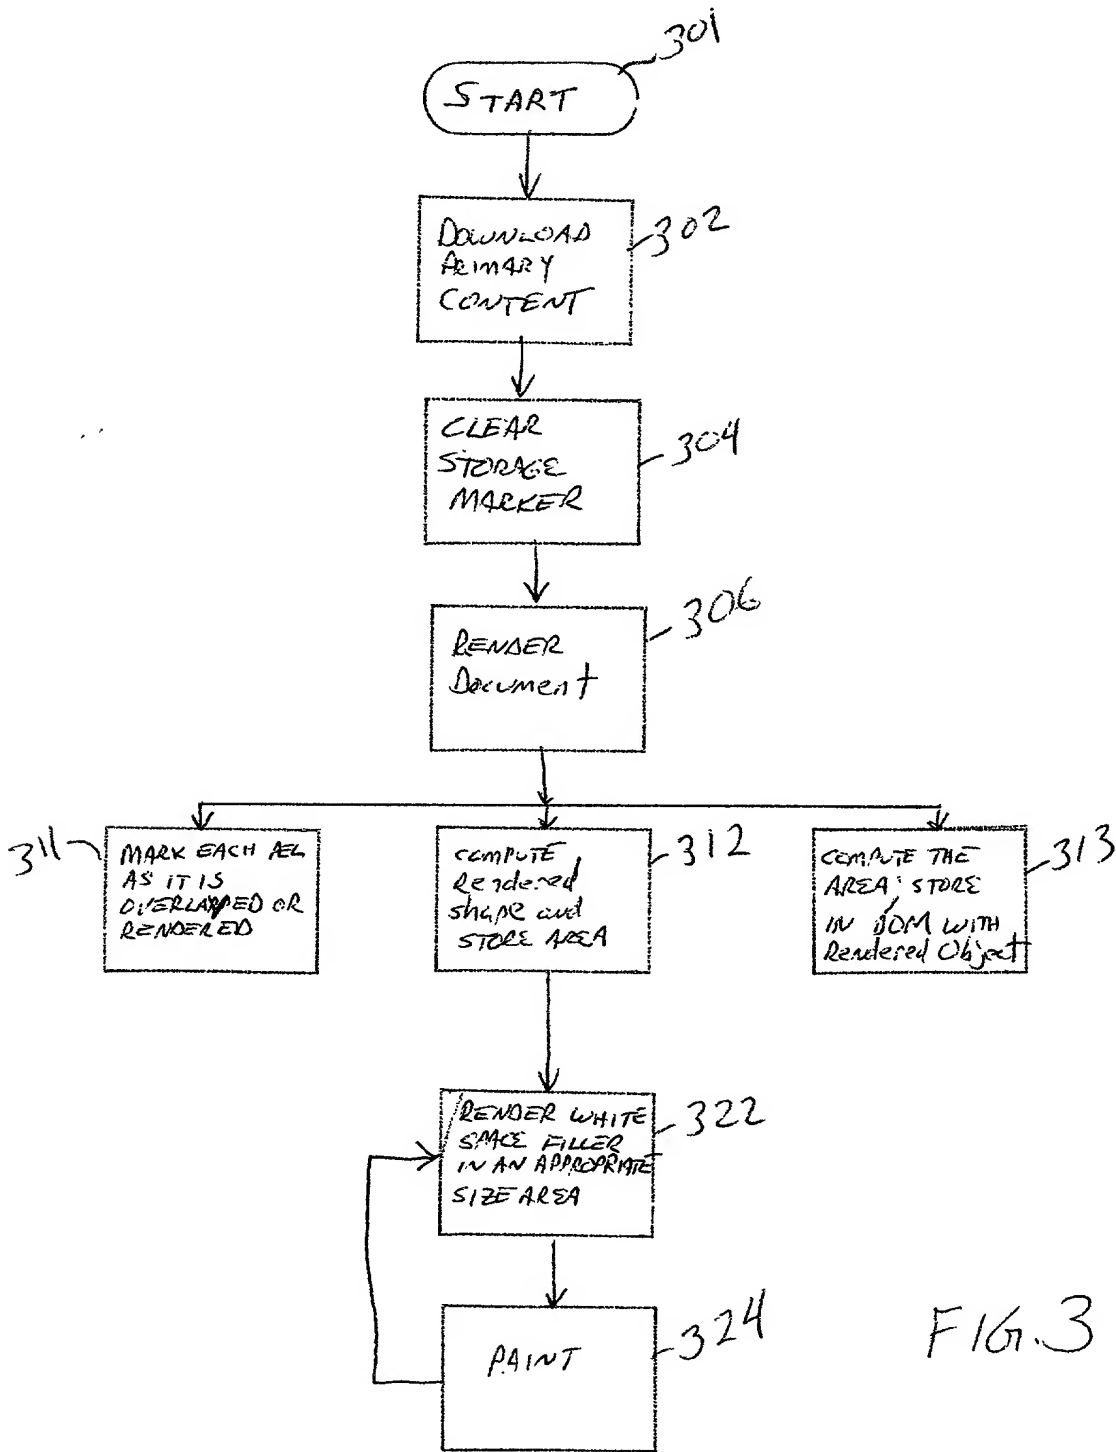 301
START
DOWNLOAD
PRIMARY
CONTENT
302
CLEAR
STORAGE
MARKER
304
RENDER
Document
306
311
MARK EACH PEL
AS IT IS
OVERLAPPED OR
RENDERED
COMPUTE
Rendered
shape and
STORE AREA
312
COMPUTE THE
AREA; STORE
IN DOM WITH
Rendered Object
313
RENDER WHITE
SPACE FILLER
IN AN APPROPRIATE
SIZE AREA
322
PAINT
324
FIG. 3